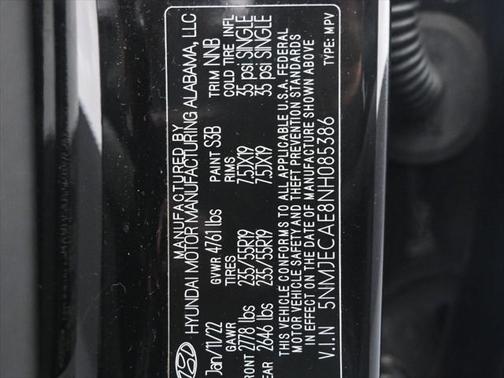 MANUFACTURED BY
HYUNDAI MOTOR MANUFACTURING ALABAMA, LLC
Jan/11/22 GVWR 4761 lbs PAINT S3B TRIM NNB
GAWR TIRES RIMS COLD TIRE INFL
FRONT 2778 lbs 235/55R19 7.5JX19 35 psi SINGLE
REAR 2646 lbs 235/55R19 7.5JX19 35 psi SINGLE
THIS VEHICLE CONFORMS TO ALL APPLICABLE U.S.A. FEDERAL
MOTOR VEHICLE SAFETY AND THEFT PREVENTION STANDARDS
IN EFFECT ON THE DATE OF MANUFACTURE SHOWN ABOVE
V.I.N 5NMJECAE8NH085386 TYPE: MPV